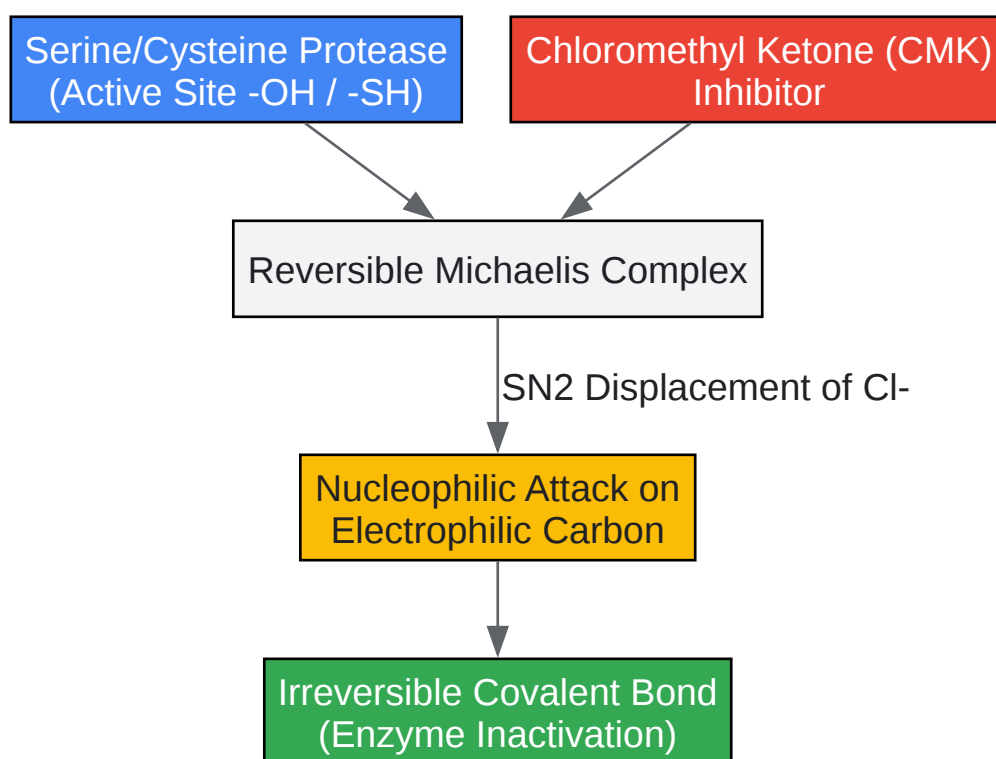 Serine/Cysteine Protease
(Active Site -OH / -SH)
Chloromethyl Ketone (CMK)
Inhibitor
Reversible Michaelis Complex
SN2 Displacement of Cl-
Nucleophilic Attack on
Electrophilic Carbon
Irreversible Covalent Bond
(Enzyme Inactivation)